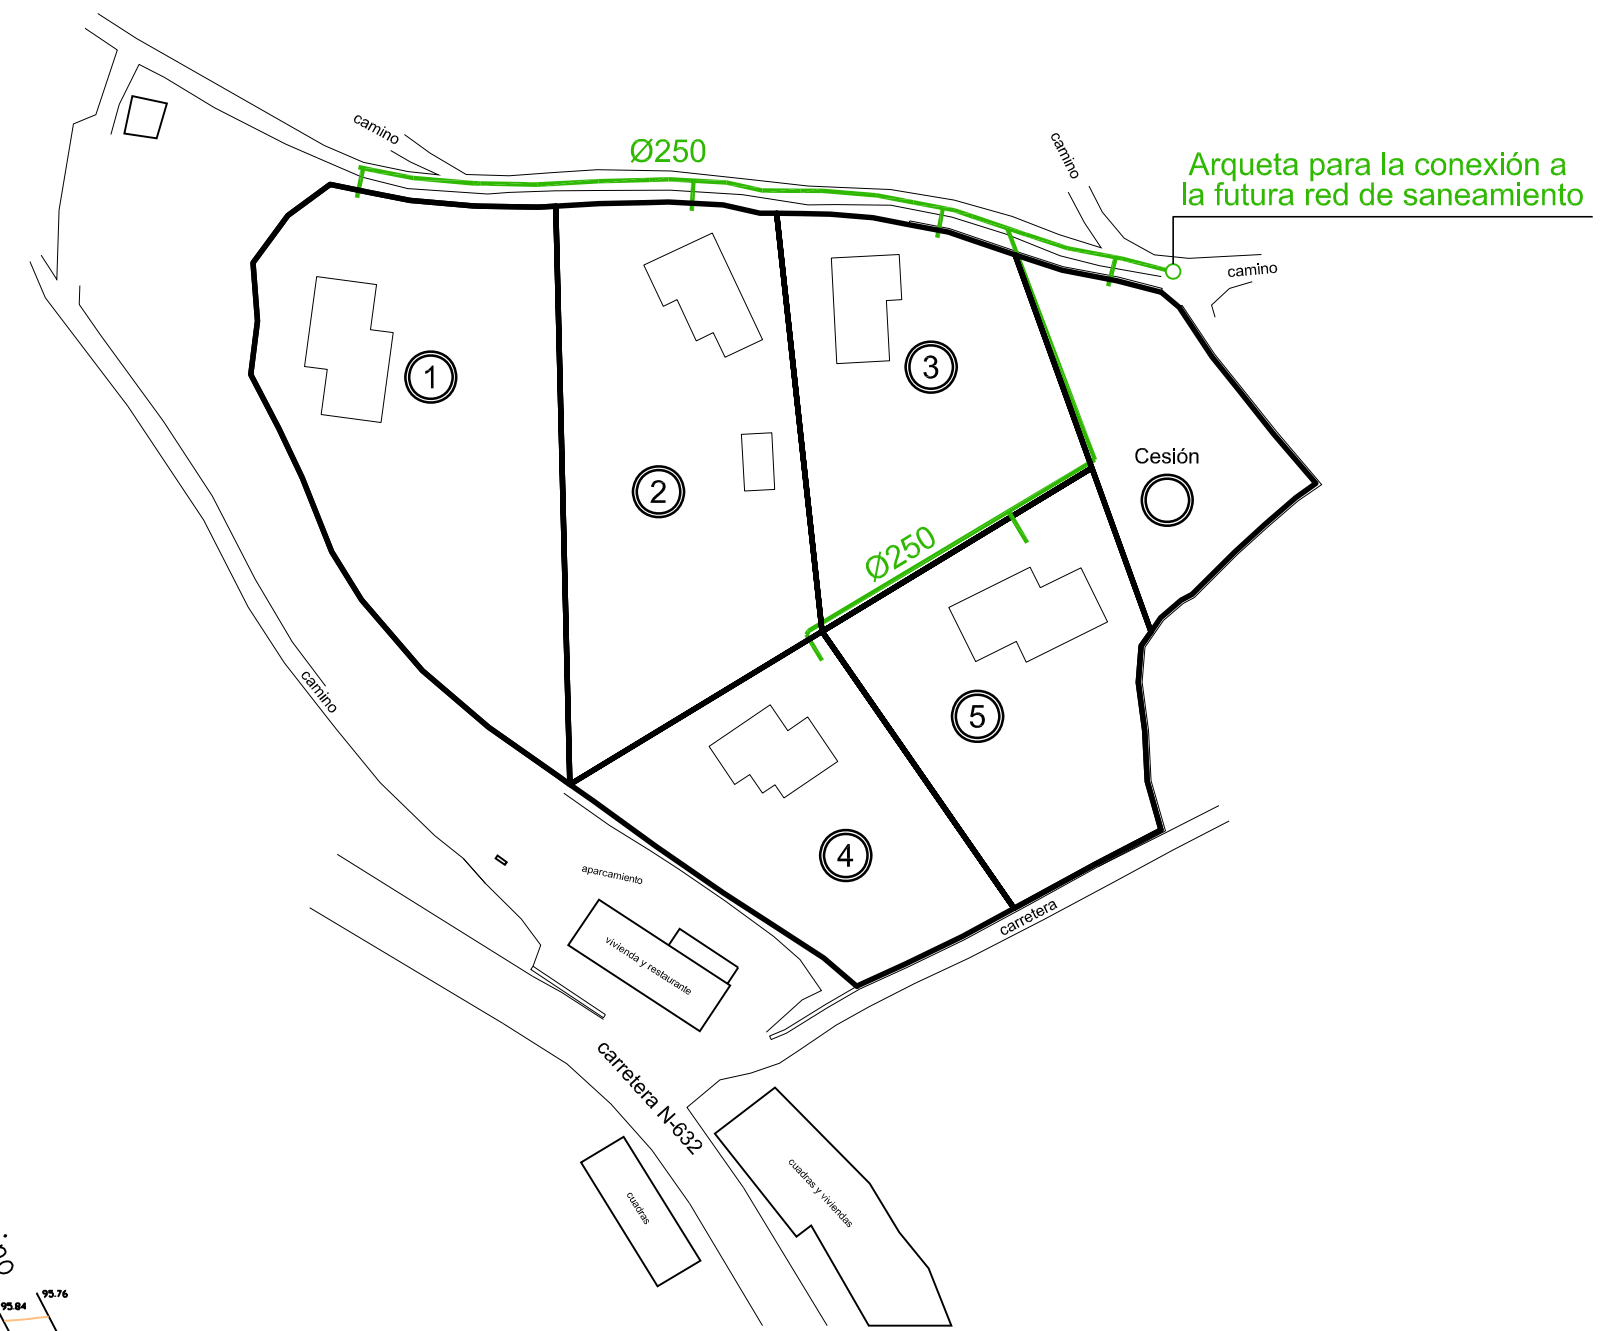 camino
Ø250
camino
Arqueta para la conexión a
la futura red de saneamiento
camino
1
3
2
Cesión
Ø250
camino
5
4
aparcamiento
carretera
vivienda y restaurante
carretera N-632
cuadras y viviendas
cuadras
95.76
95.84